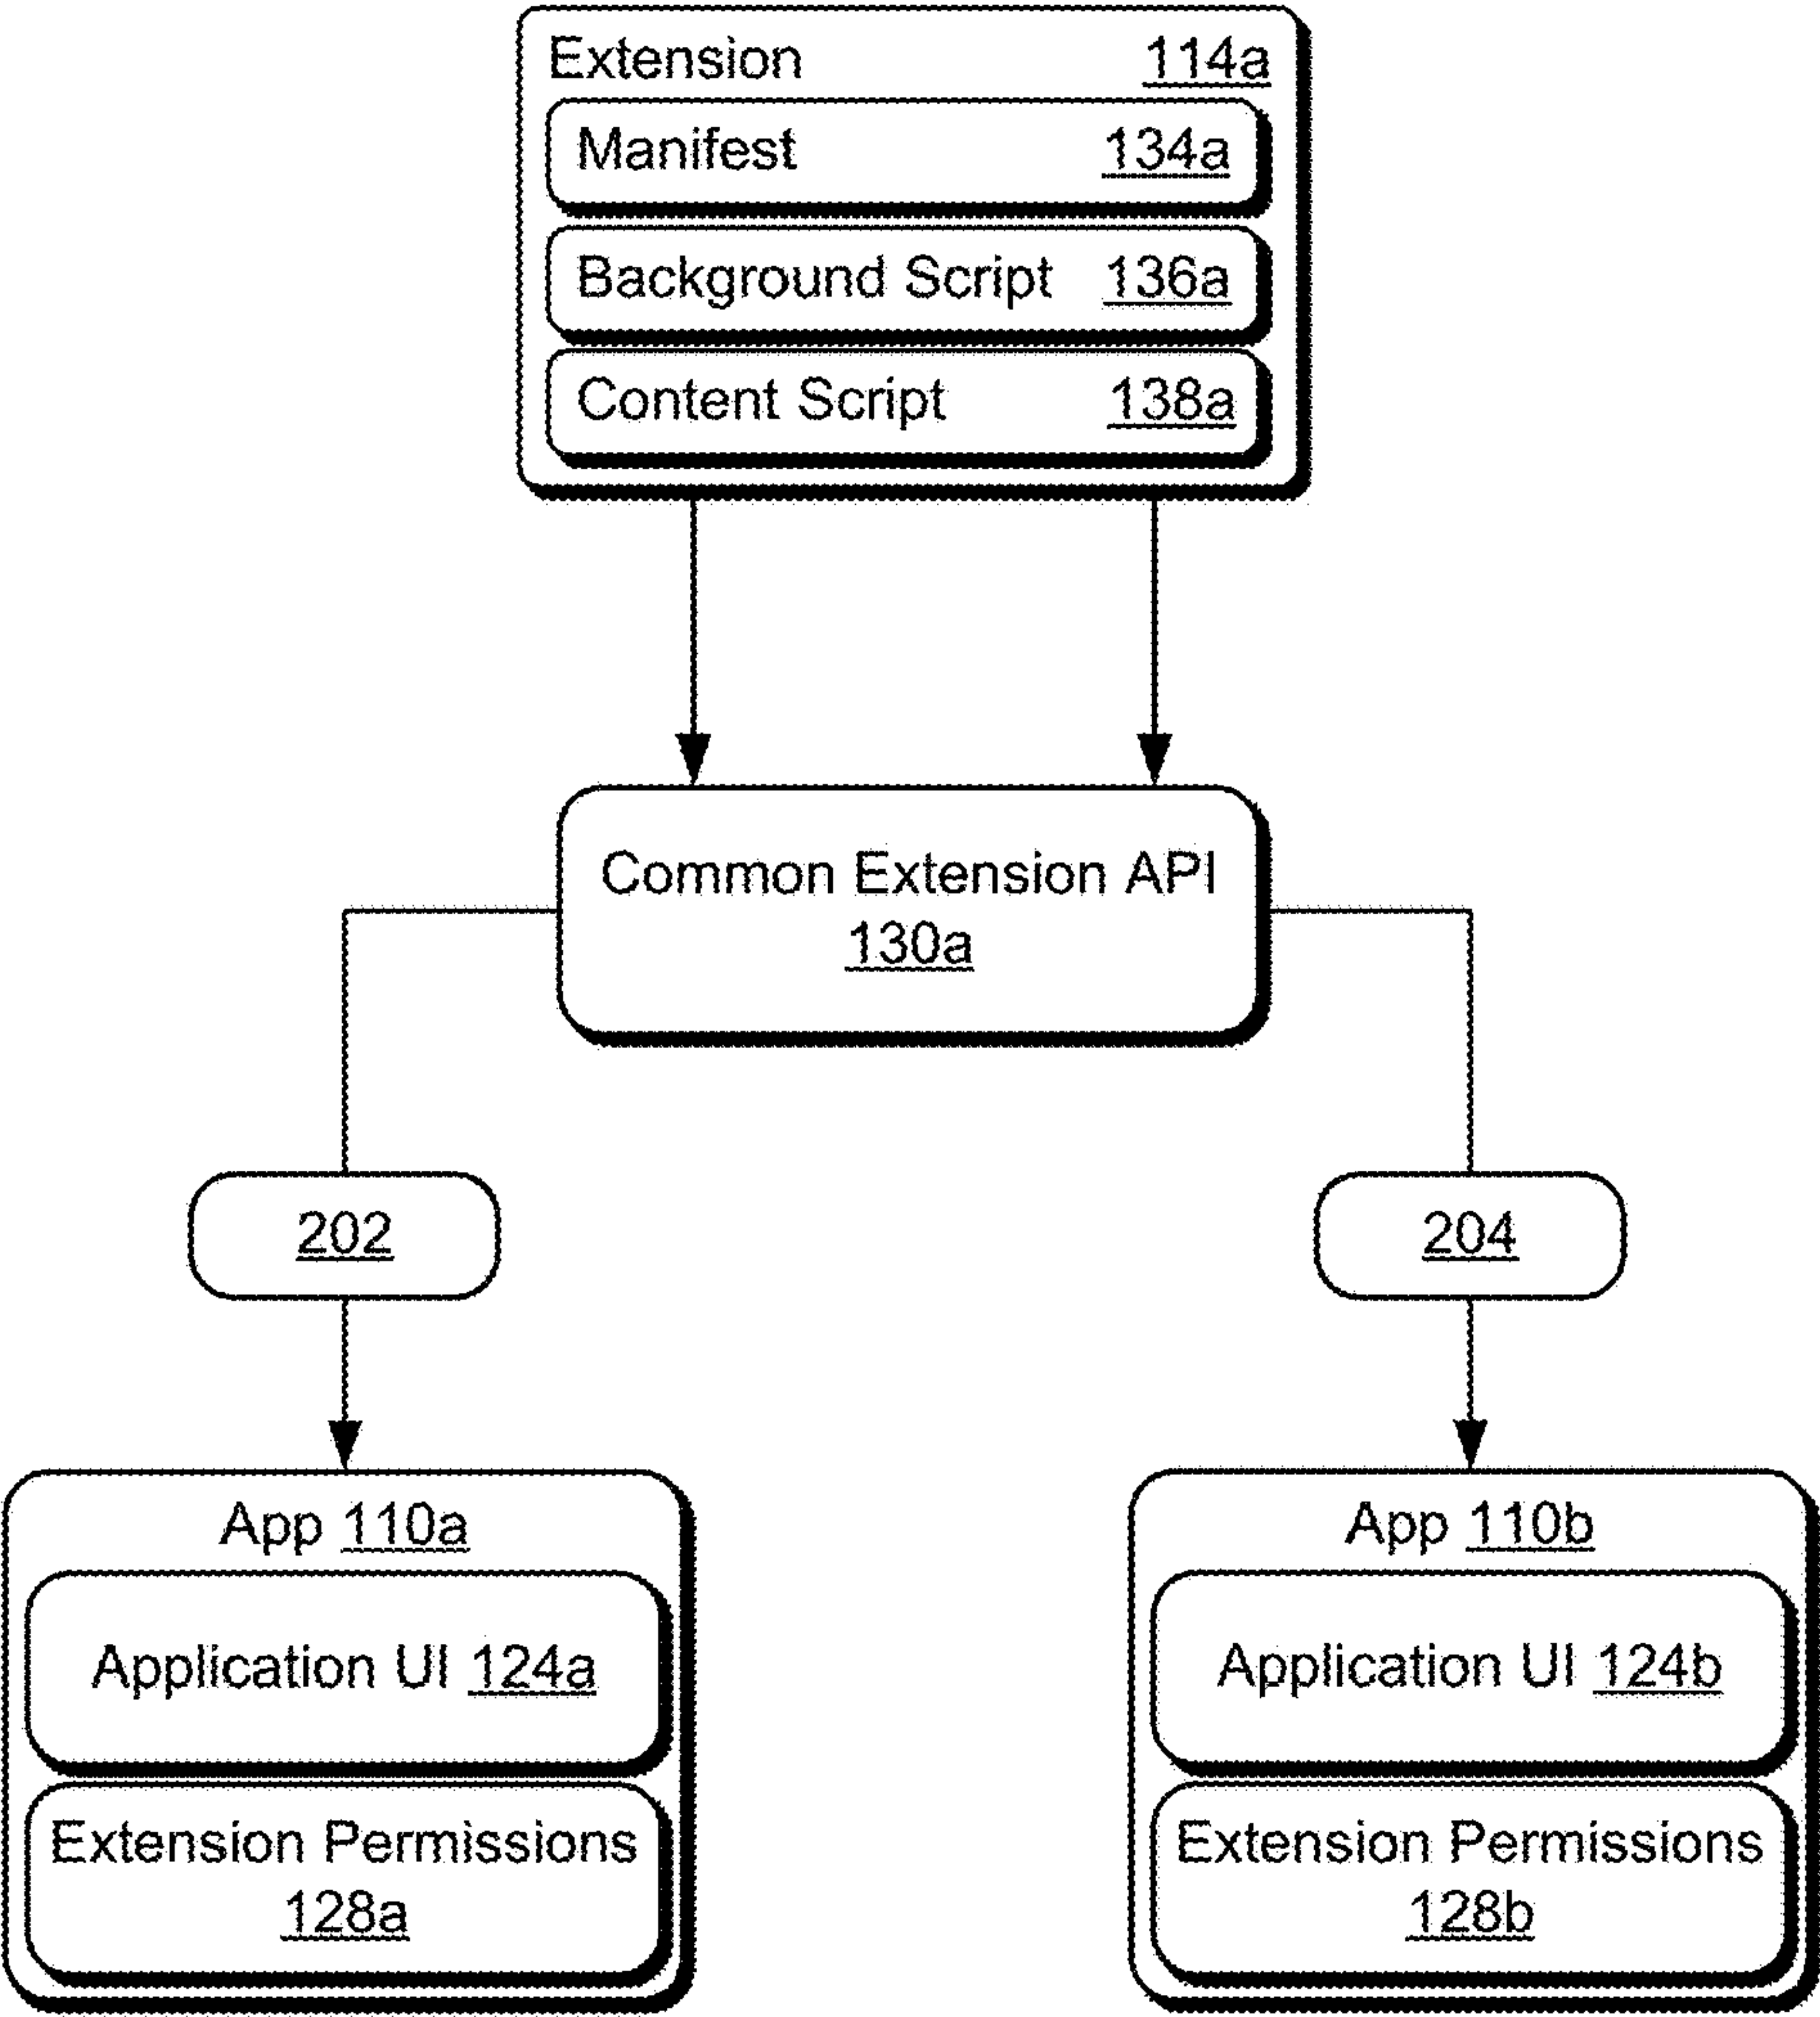 Extension 114a
Manifest 134a
Background Script 136a
Content Script 138a
Common Extension API
130a
202
204
App 110a
Application UI 124a
Extension Permissions
128a
App 110b
Application UI 124b
Extension Permissions
128b